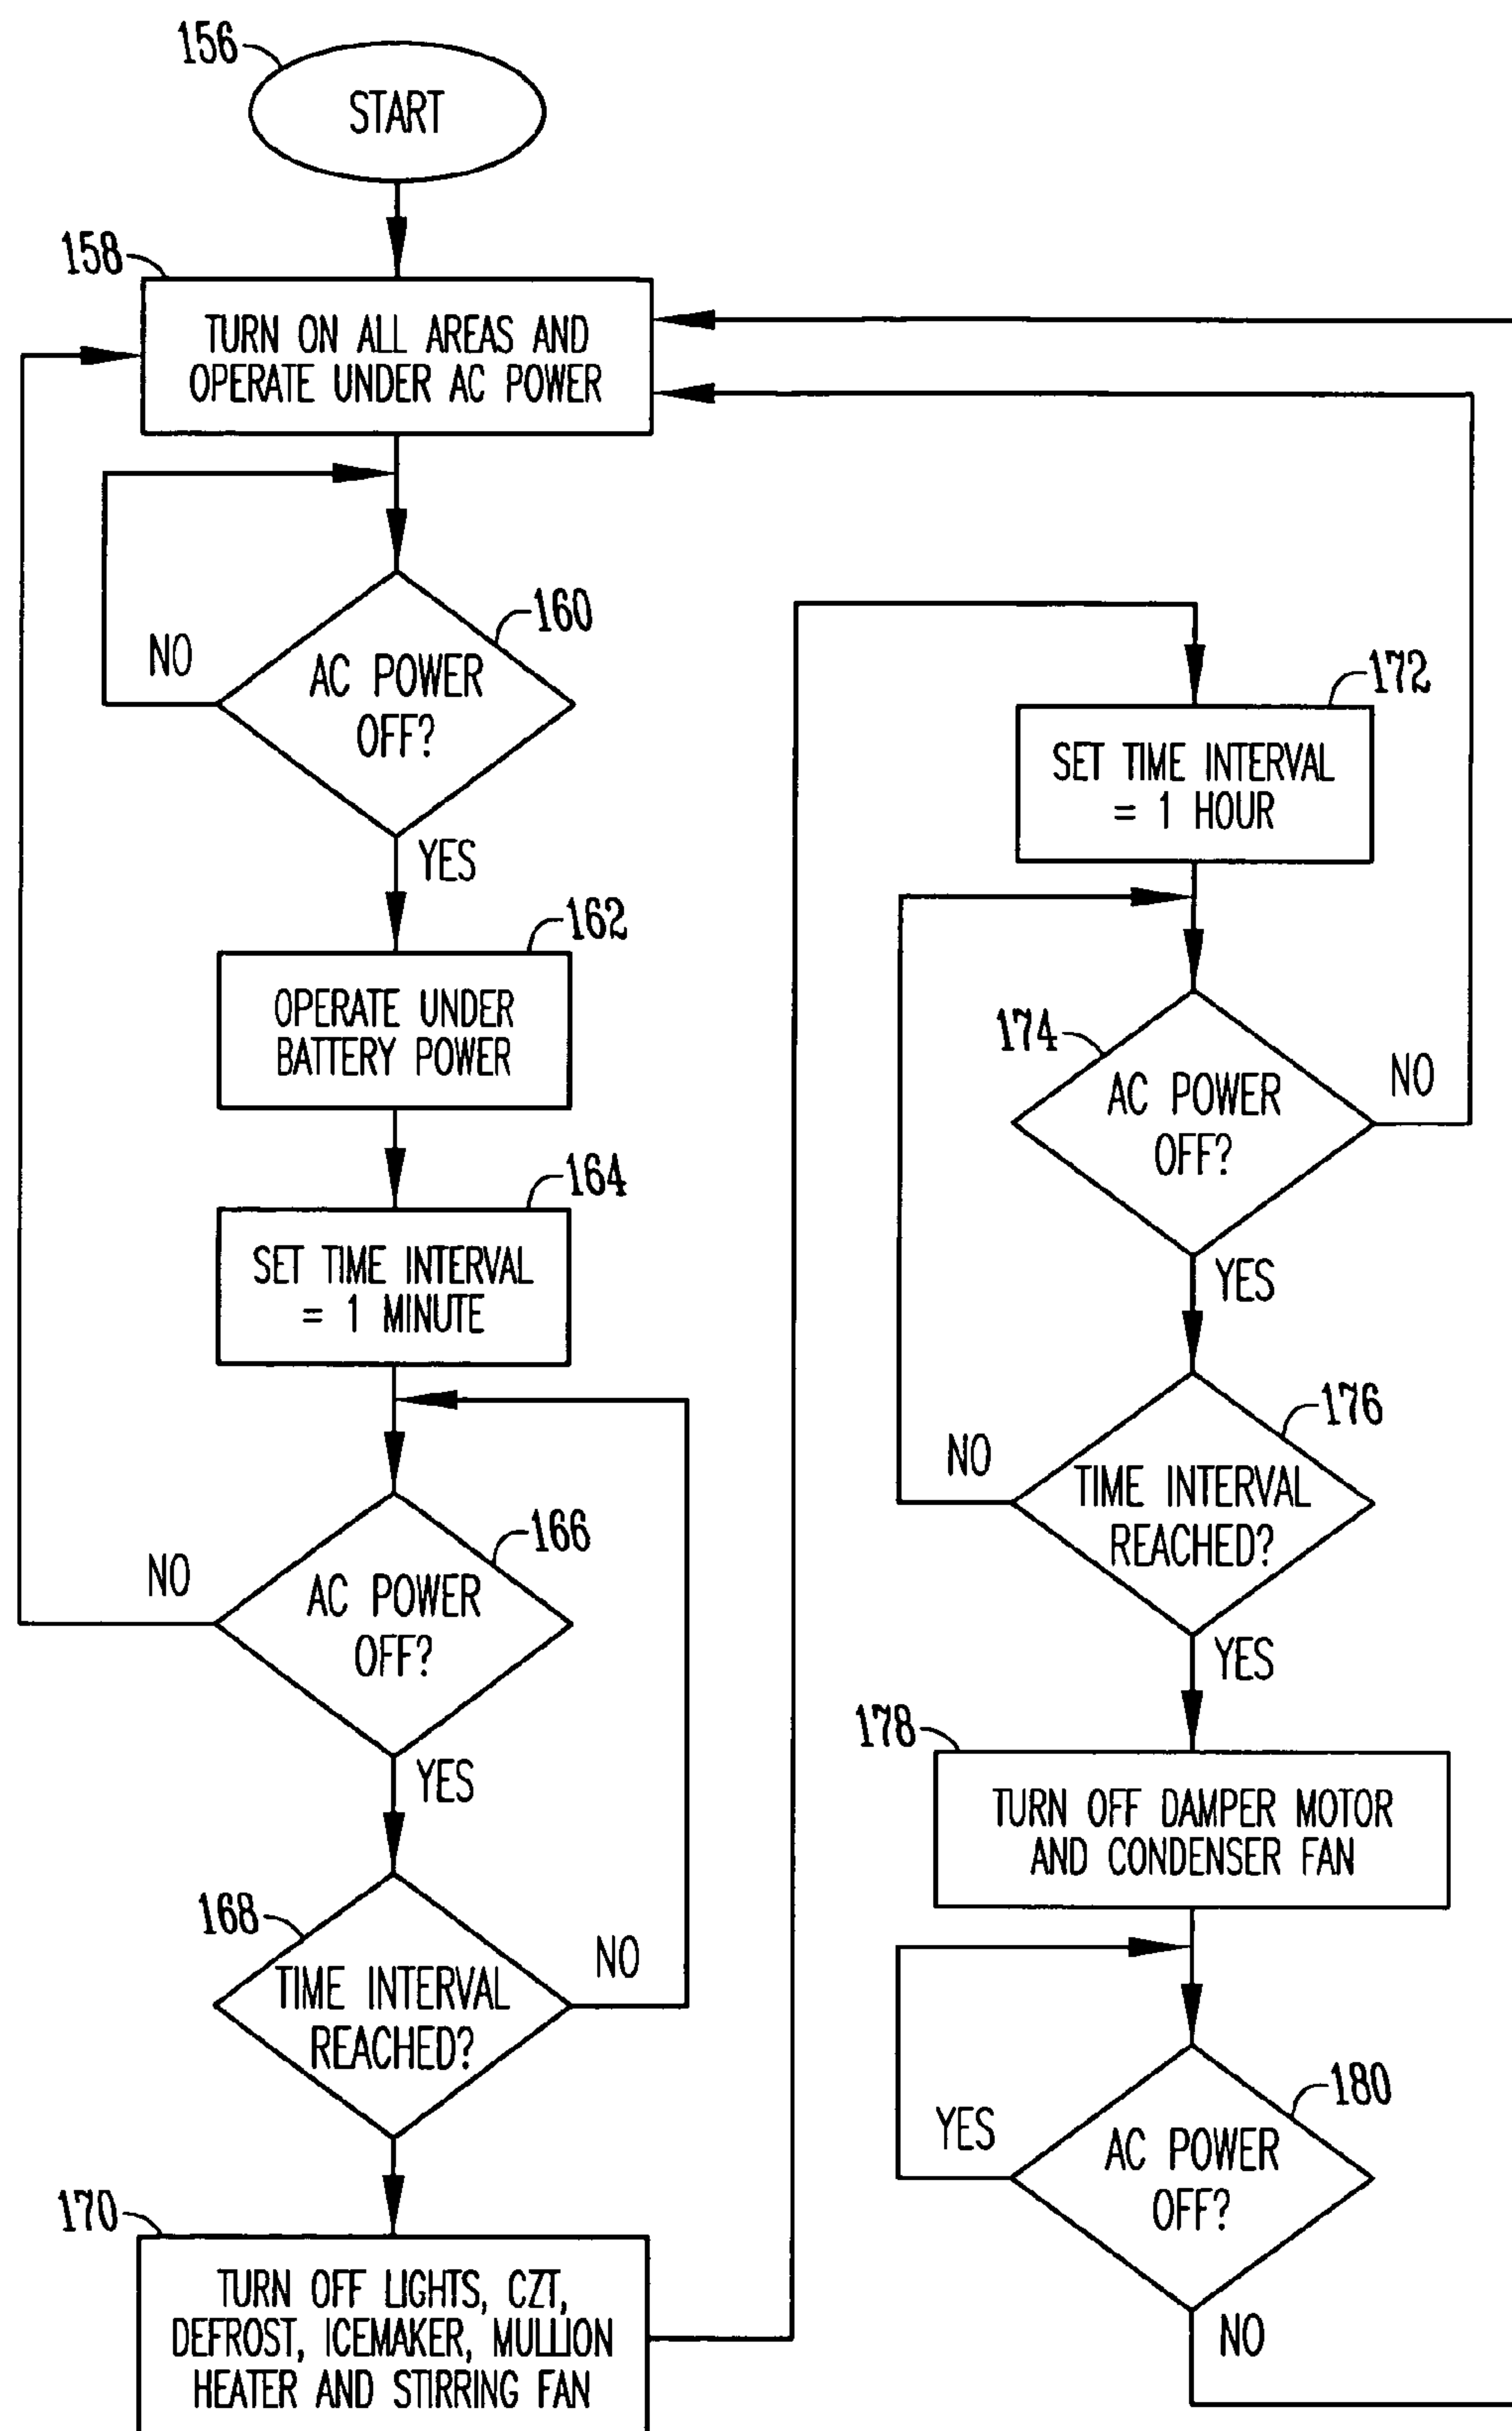 156
START
158
TURN ON ALL AREAS AND
OPERATE UNDER AC POWER
160
NO
AC POWER
OFF?
YES
162
OPERATE UNDER
BATTERY POWER
164
SET TIME INTERVAL
= 1 MINUTE
166
NO
AC POWER
OFF?
YES
168
NO
TIME INTERVAL
REACHED?
170
TURN OFF LIGHTS, CZT,
DEFROST, ICEMAKER, MULLION
HEATER AND STIRRING FAN
172
SET TIME INTERVAL
= 1 HOUR
174
AC POWER
OFF?
NO
YES
176
NO
TIME INTERVAL
REACHED?
YES
178
TURN OFF DAMPER MOTOR
AND CONDENSER FAN
180
YES
AC POWER
OFF?
NO